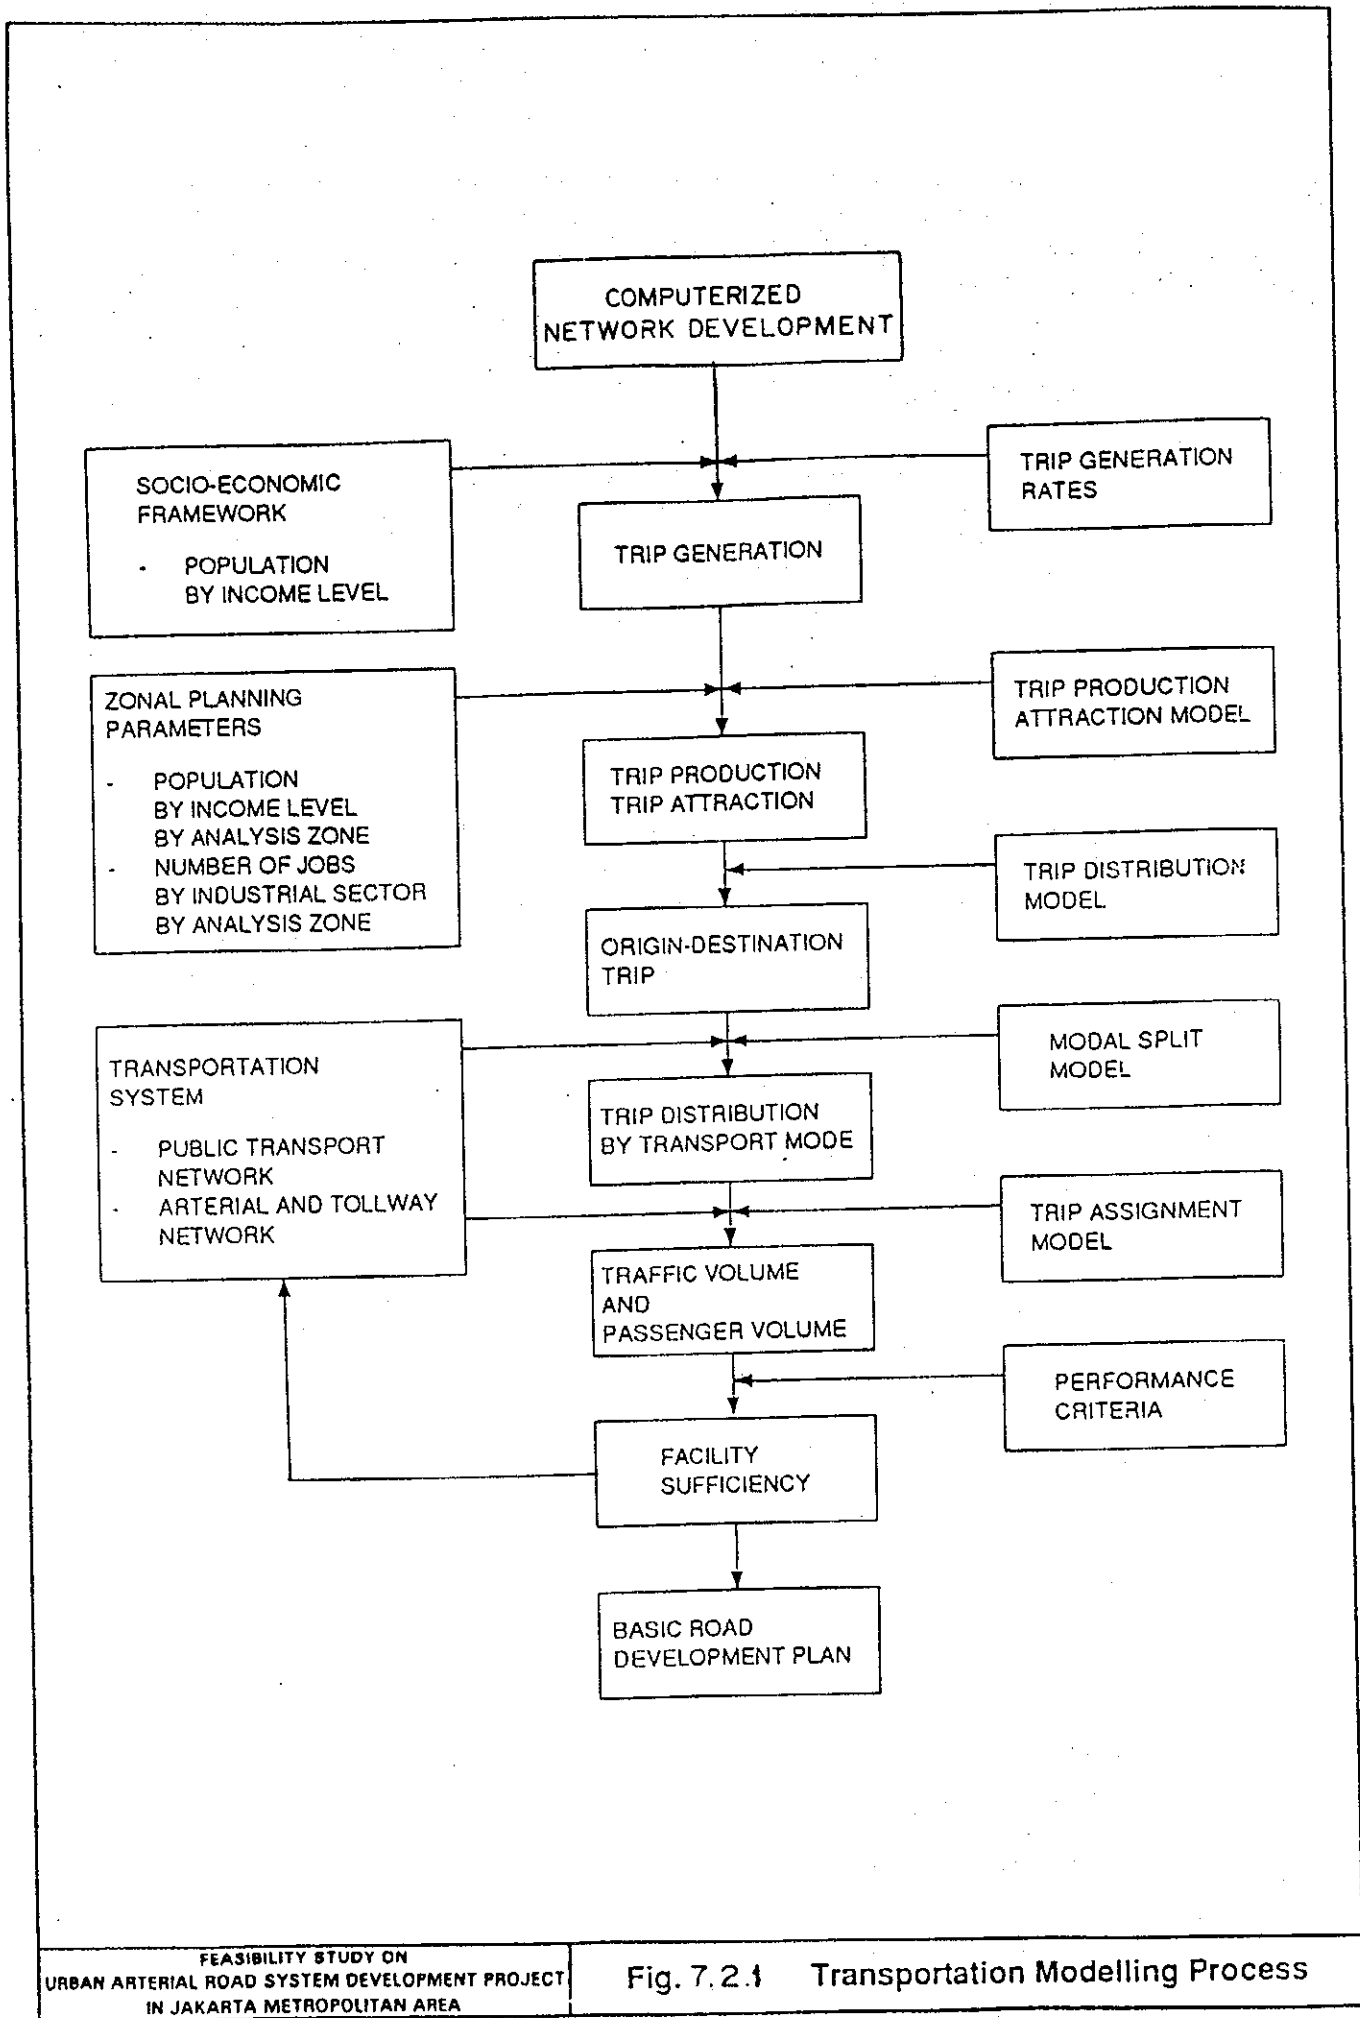 COMPUTERIZED
NETWORK DEVELOPMENT
SOCIO-ECONOMIC
FRAMEWORK
- POPULATION
BY INCOME LEVEL
TRIP GENERATION
RATES
TRIP GENERATION
ZONAL PLANNING
PARAMETERS
- POPULATION
BY INCOME LEVEL
BY ANALYSIS ZONE
- NUMBER OF JOBS
BY INDUSTRIAL SECTOR
BY ANALYSIS ZONE
TRIP PRODUCTION
ATTRACTION MODEL
TRIP PRODUCTION
TRIP ATTRACTION
TRIP DISTRIBUTION
MODEL
ORIGIN-DESTINATION
TRIP
TRANSPORTATION
SYSTEM
- PUBLIC TRANSPORT
NETWORK
- ARTERIAL AND TOLLWAY
NETWORK
MODAL SPLIT
MODEL
TRIP DISTRIBUTION
BY TRANSPORT MODE
TRIP ASSIGNMENT
MODEL
TRAFFIC VOLUME
AND
PASSENGER VOLUME
PERFORMANCE
CRITERIA
FACILITY
SUFFICIENCY
BASIC ROAD
DEVELOPMENT PLAN
FEASIBILITY STUDY ON
URBAN ARTERIAL ROAD SYSTEM DEVELOPMENT PROJECT
IN JAKARTA METROPOLITAN AREA
Fig. 7.2.1 Transportation Modelling Process